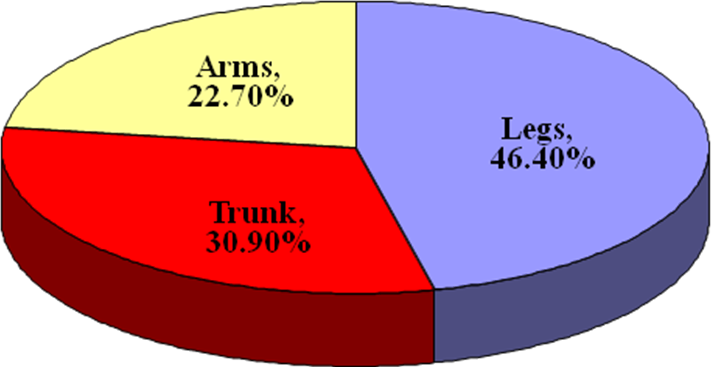 Arms,
22.70%
Legs,
46.40%
Trunk,
30.90%